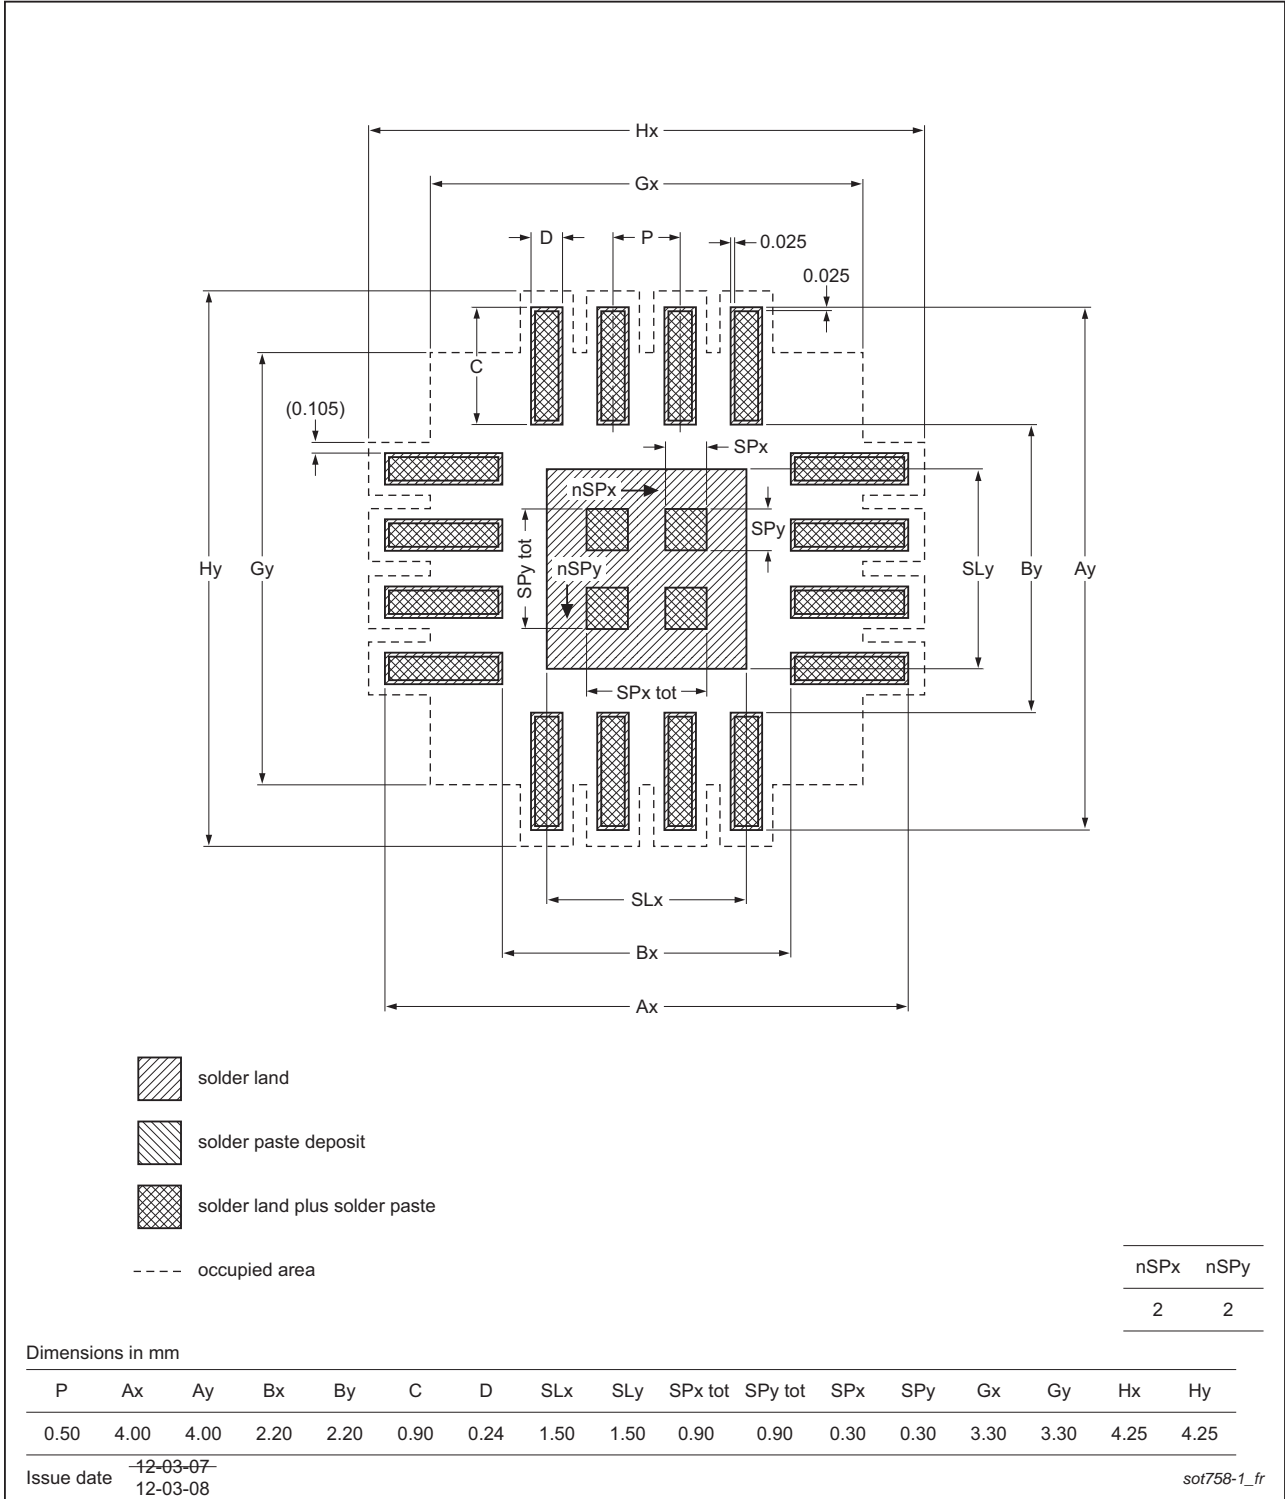 Hx
Gx
D
P
0.025
0.025
C
(0.105)
SPx
nSPx
SPy
SPy tot
nSPy
Hy
Gy
SLy
By
Ay
SPx tot
SLx
Bx
Ax
solder land
solder paste deposit
solder land plus solder paste
occupied area
nSPx nSPy
2 2
Dimensions in mm
P Ax Ay Bx By C D SLx SLy SPx tot SPy tot SPx SPy Gx Gy Hx Hy
0.50 4.00 4.00 2.20 2.20 0.90 0.24 1.50 1.50 0.90 0.90 0.30 0.30 3.30 3.30 4.25 4.25
Issue date 12-03-07
12-03-08
sot758-1_fr